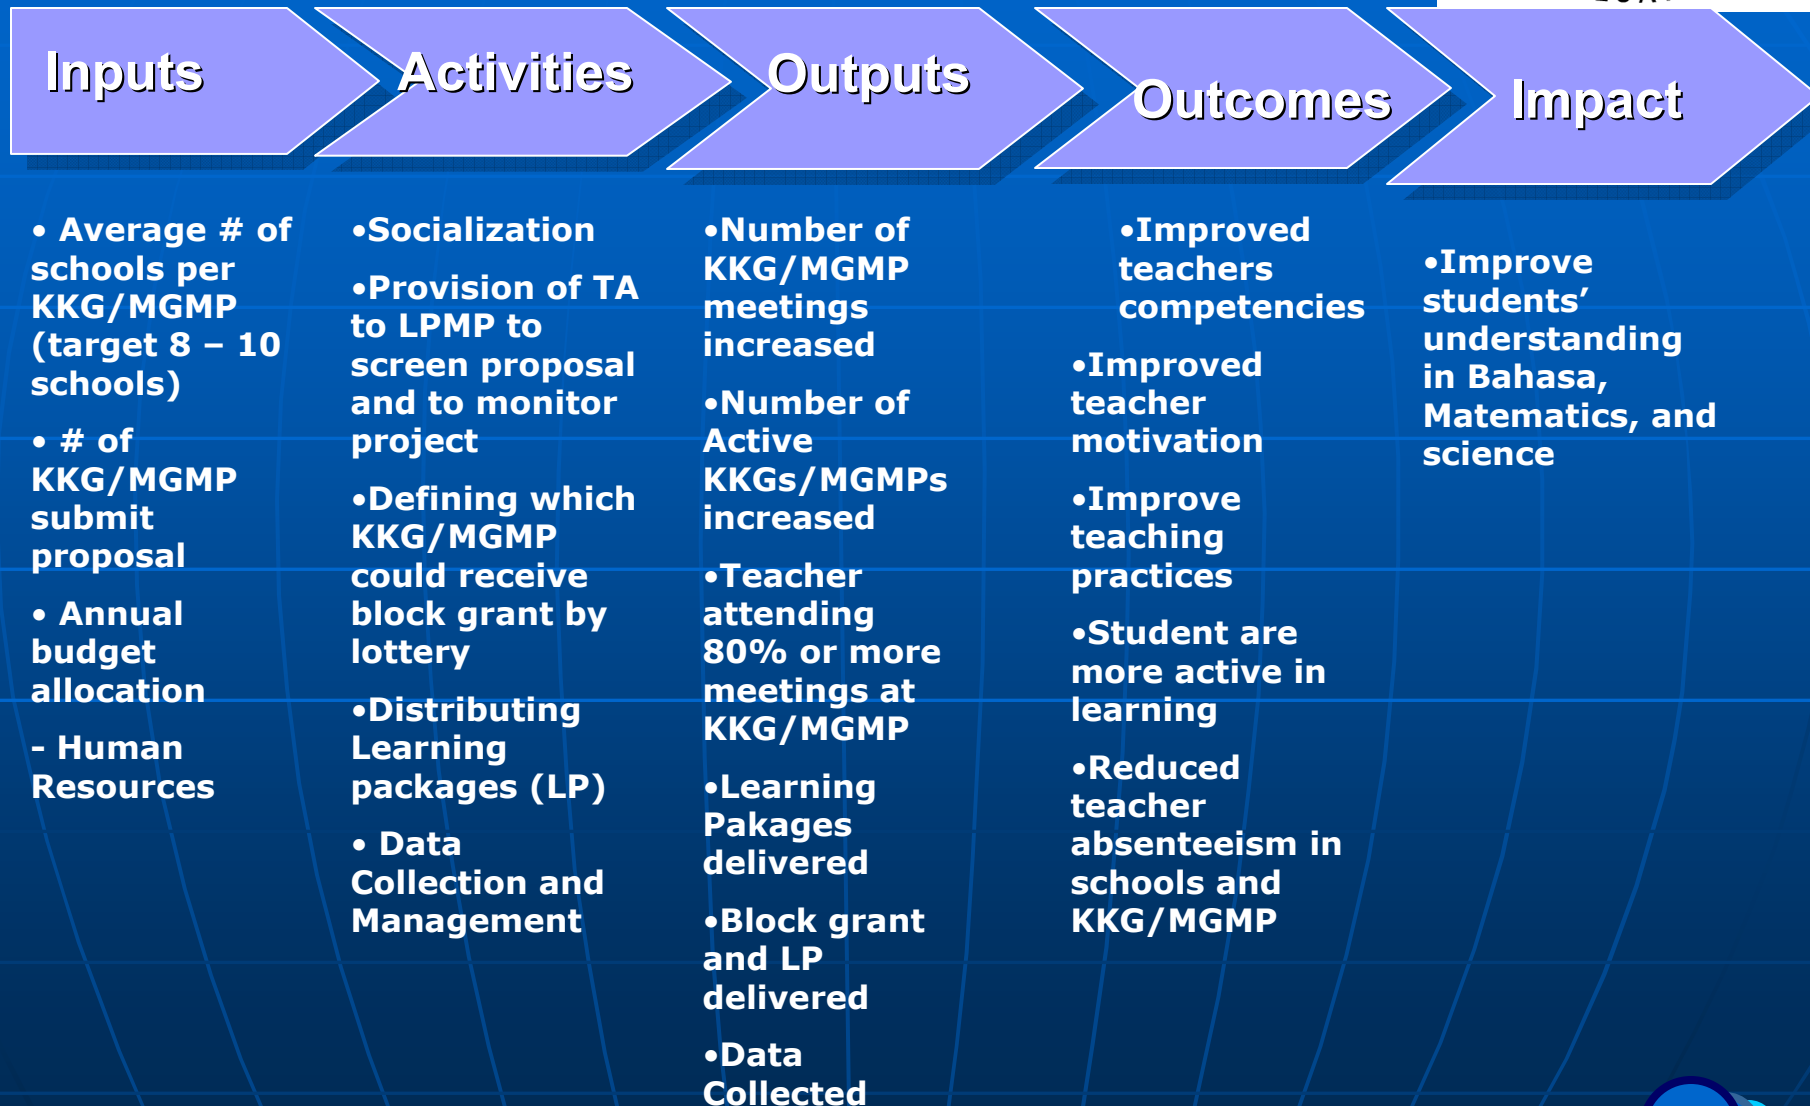 Inputs
Activities
Outputs
Outcomes
Impact
• Average # of
schools per
KKG/MGMP
(target 8 – 10
schools)
• # of
KKG/MGMP
submit
proposal
• Annual
budget
allocation
- Human
Resources
•Socialization
•Provision of TA
to LPMP to
screen proposal
and to monitor
project
•Defining which
KKG/MGMP
could receive
block grant by
lottery
•Distributing
Learning
packages (LP)
• Data
Collection and
Management
•Number of
KKG/MGMP
meetings
increased
•Number of
Active
KKGs/MGMPs
increased
•Teacher
attending
80% or more
meetings at
KKG/MGMP
•Learning
Pakages
delivered
•Block grant
and LP
delivered
•Data
Collected
•Improved
teachers
competencies
•Improved
teacher
motivation
•Improve
teaching
practices
•Student are
more active in
learning
•Reduced
teacher
absenteeism in
schools and
KKG/MGMP
•Improve
students’
understanding
in Bahasa,
Matematics, and
science